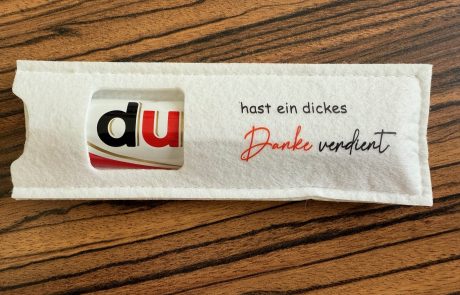 du
hast ein dickes
Danke verdient